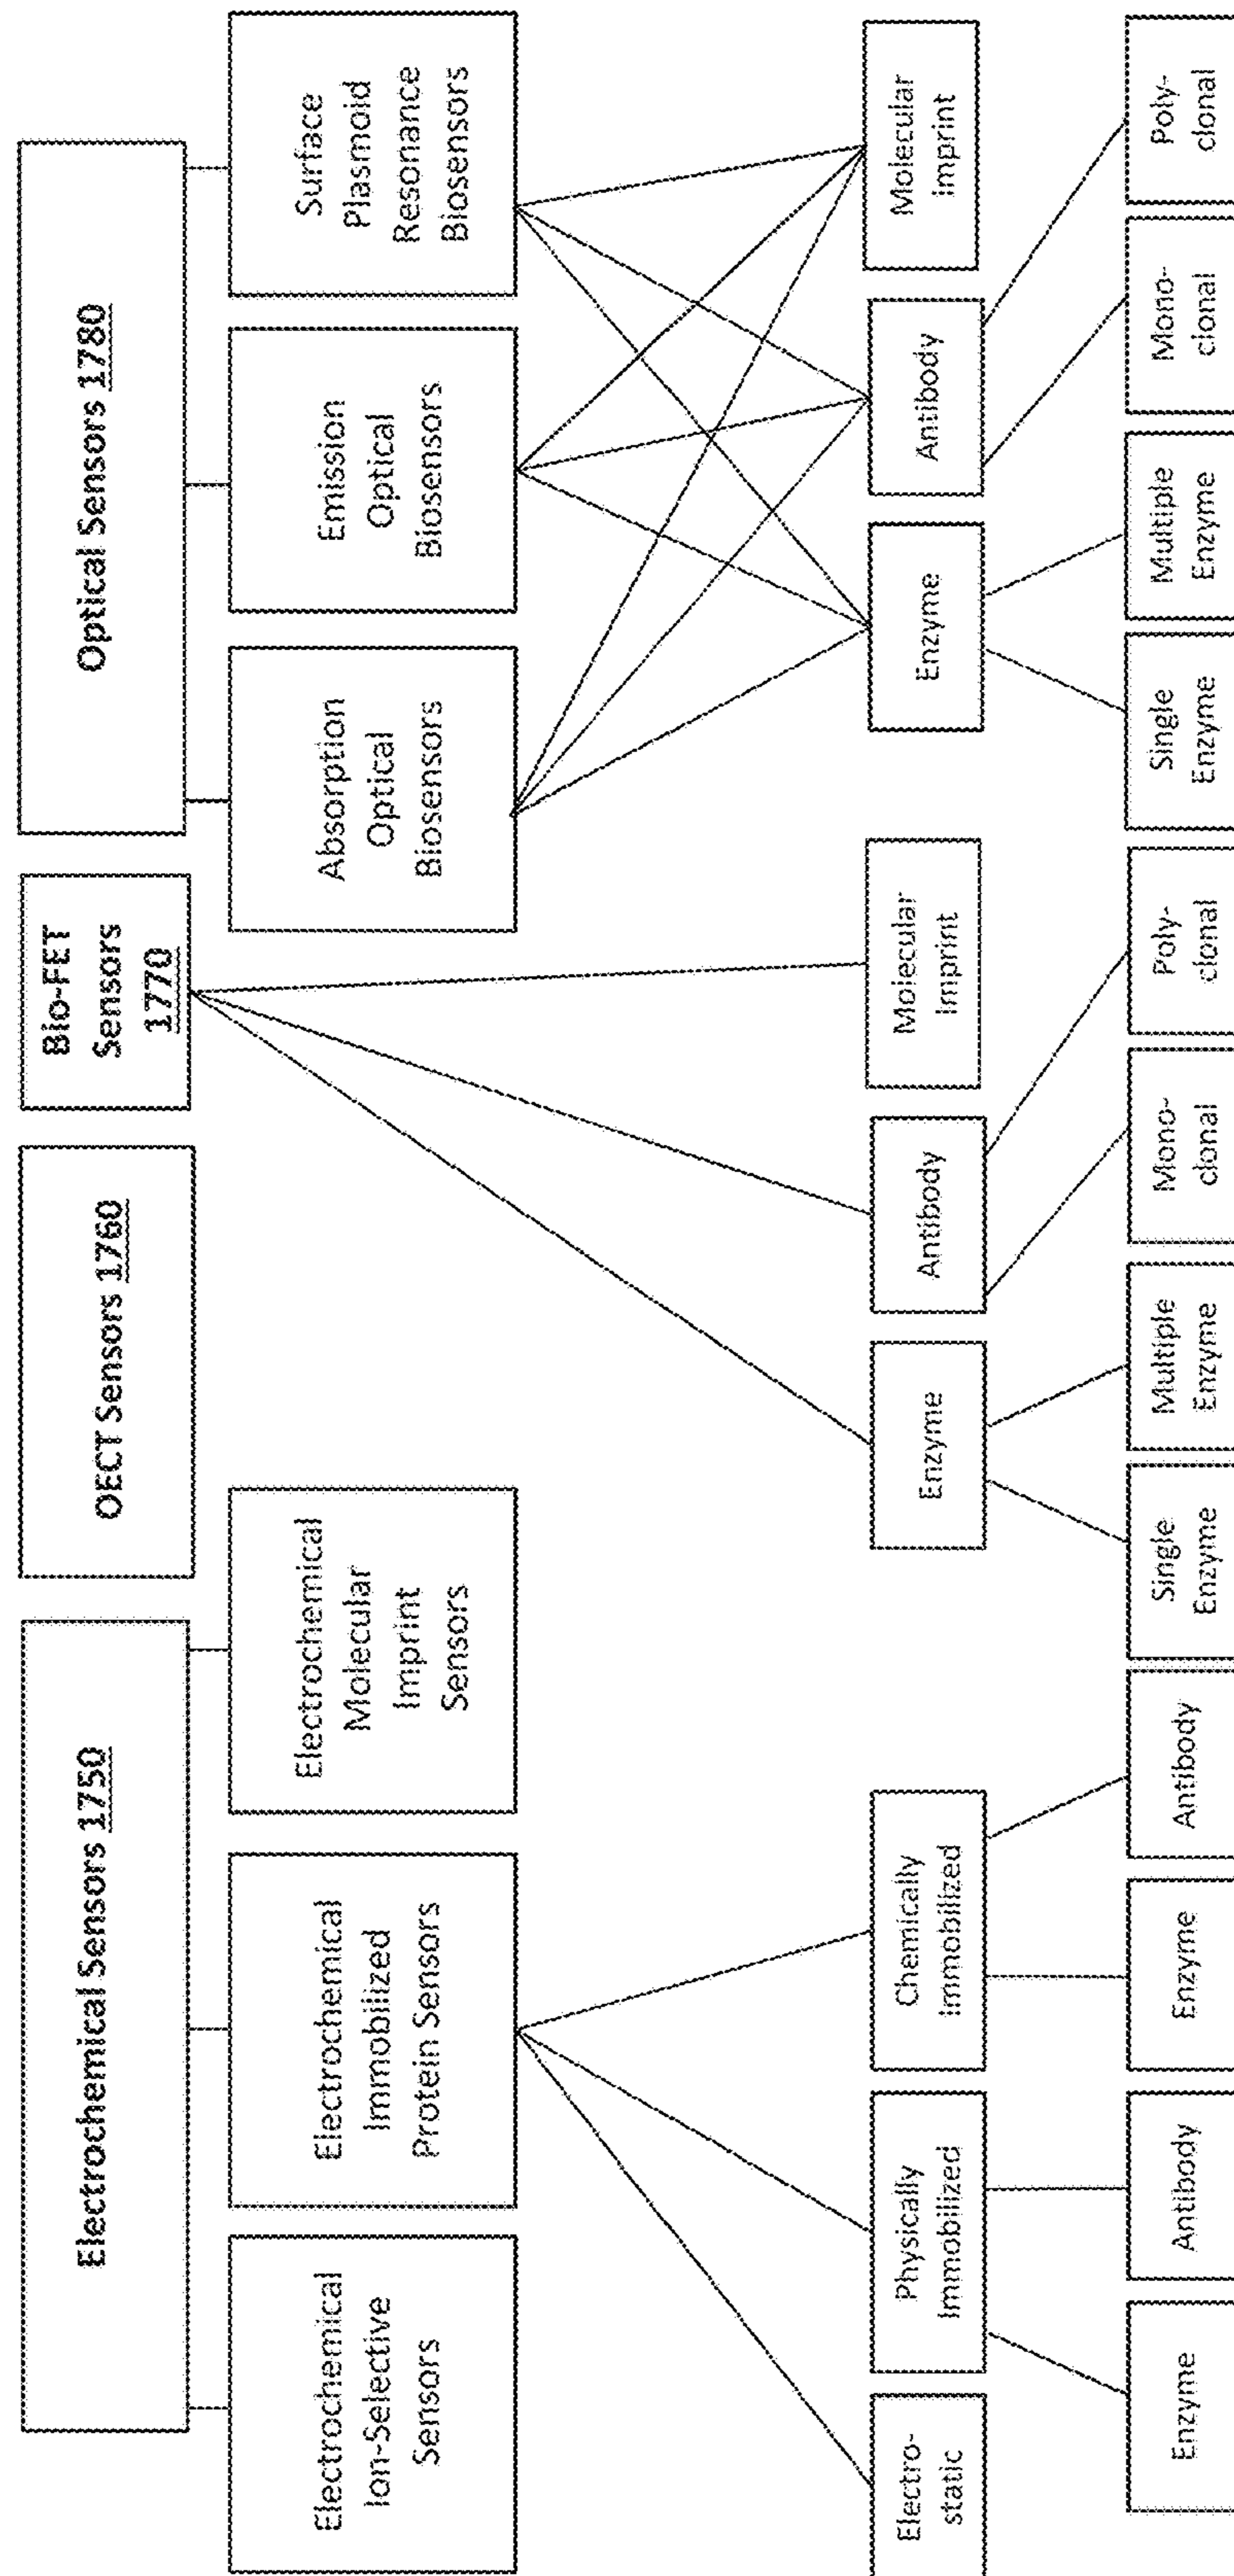 Electrochemical Sensors 1750
OECT Sensors 1760
Bio-FET
Sensors
1770
Optical Sensors 1780
Electrochemical
Ion-Selective
Sensors
Electrochemical
Immobilized
Protein Sensors
Electrochemical
Molecular
Imprint
Sensors
Absorption
Optical
Biosensors
Emission
Optical
Biosensors
Surface
Plasmoid
Resonance
Biosensors
Electro-
static
Physically
Immobilized
Chemically
Immobilized
Enzyme
Antibody
Molecular
Imprint
Enzyme
Antibody
Molecular
Imprint
Enzyme
Antibody
Enzyme
Antibody
Single
Enzyme
Multiple
Enzyme
Mono-
clonal
Poly-
clonal
Single
Enzyme
Multiple
Enzyme
Mono-
clonal
Poly-
clonal